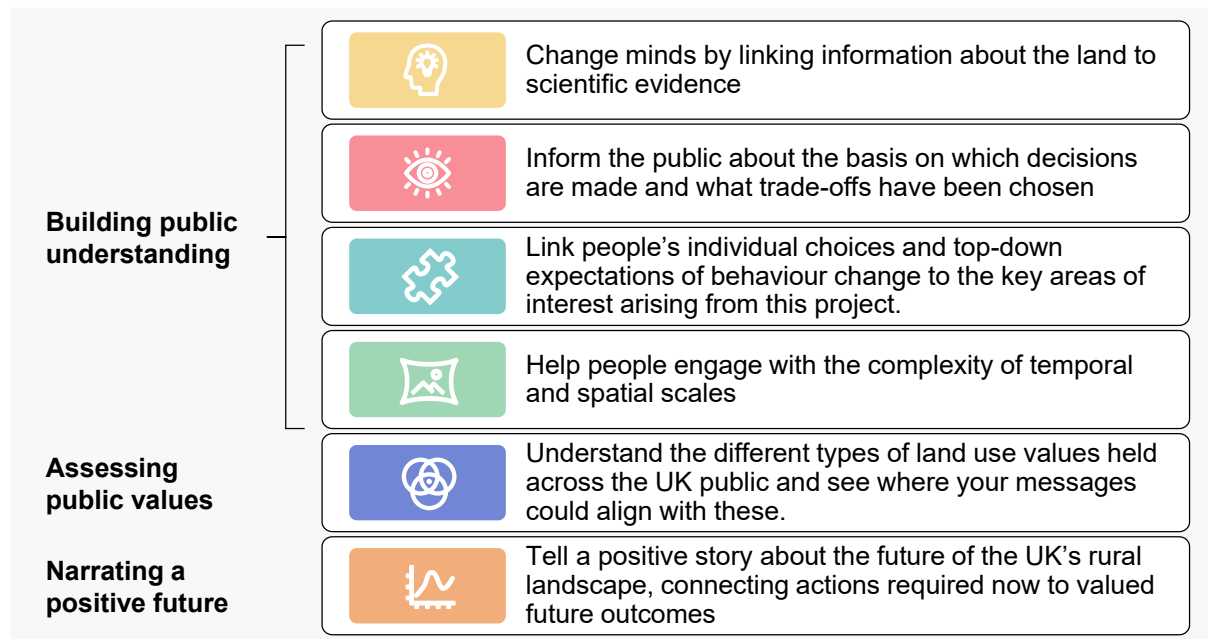 Change minds by linking information about the land to
scientific evidence
Inform the public about the basis on which decisions
are made and what trade-offs have been chosen
Building public
understanding
Link people’s individual choices and top-down
expectations of behaviour change to the key areas of
interest arising from this project.
Help people engage with the complexity of temporal
and spatial scales
Assessing
public values
Understand the different types of land use values held
across the UK public and see where your messages
could align with these.
Narrating a
positive future
Tell a positive story about the future of the UK’s rural
landscape, connecting actions required now to valued
future outcomes